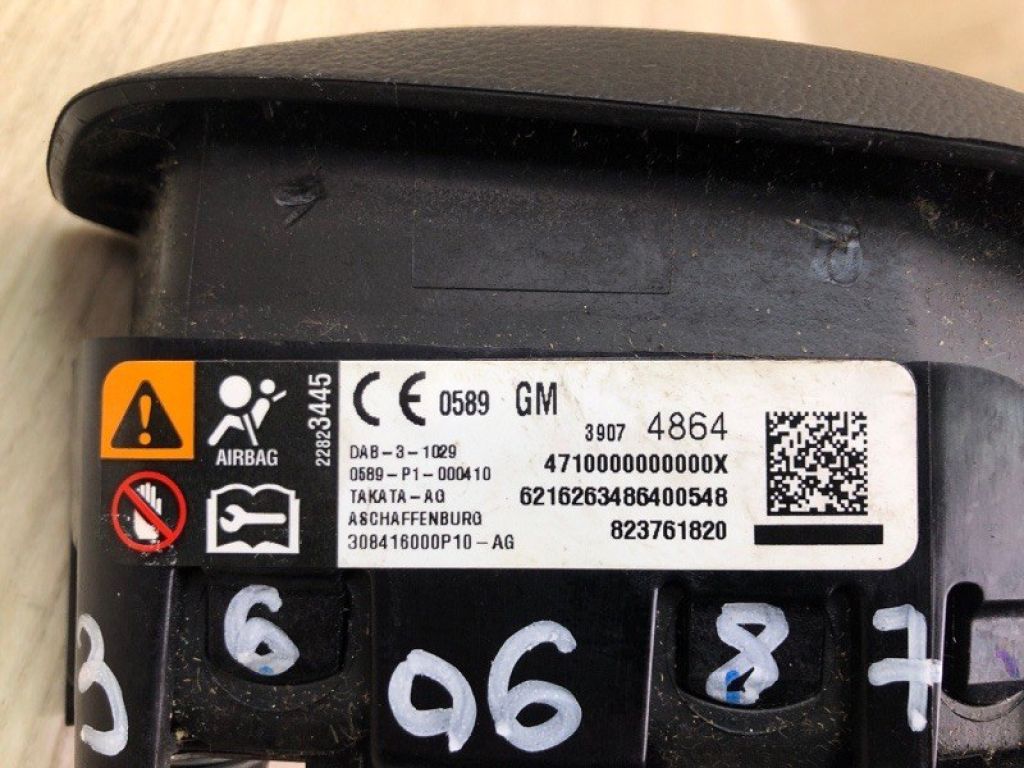 AIRBAG
22823445
CE 0589 GM
3907 4864
DAB-3-1029
4710000000000X
0589-P1-000410
TAKATA-AG
6216263486400548
ASCHAFFENBURG
823761820
308416000P10-AG
3 6 96 8 7